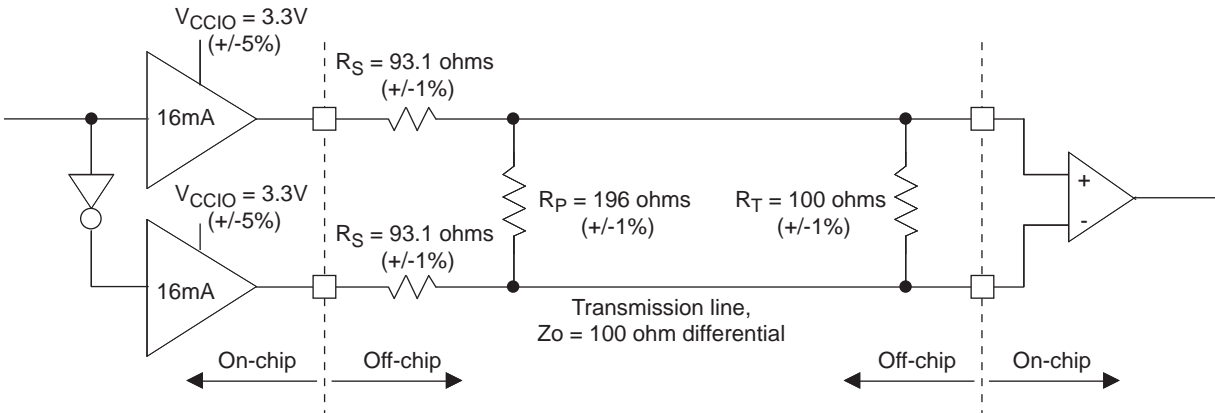 VCCIO = 3.3V
(+/-5%)
RS = 93.1 ohms
(+/-1%)
16mA
VCCIO = 3.3V
(+/-5%)
RS = 93.1 ohms
(+/-1%)
16mA
RP = 196 ohms
(+/-1%)
RT = 100 ohms
(+/-1%)
+
-
Transmission line,
Zo = 100 ohm differential
On-chip
Off-chip
Off-chip
On-chip